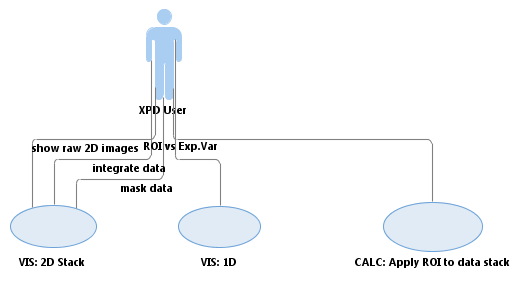 XPD User
show raw 2D images
ROI vs Exp.Var
integrate data
mask data
VIS: 2D Stack
VIS: 1D
CALC: Apply ROI to data stack